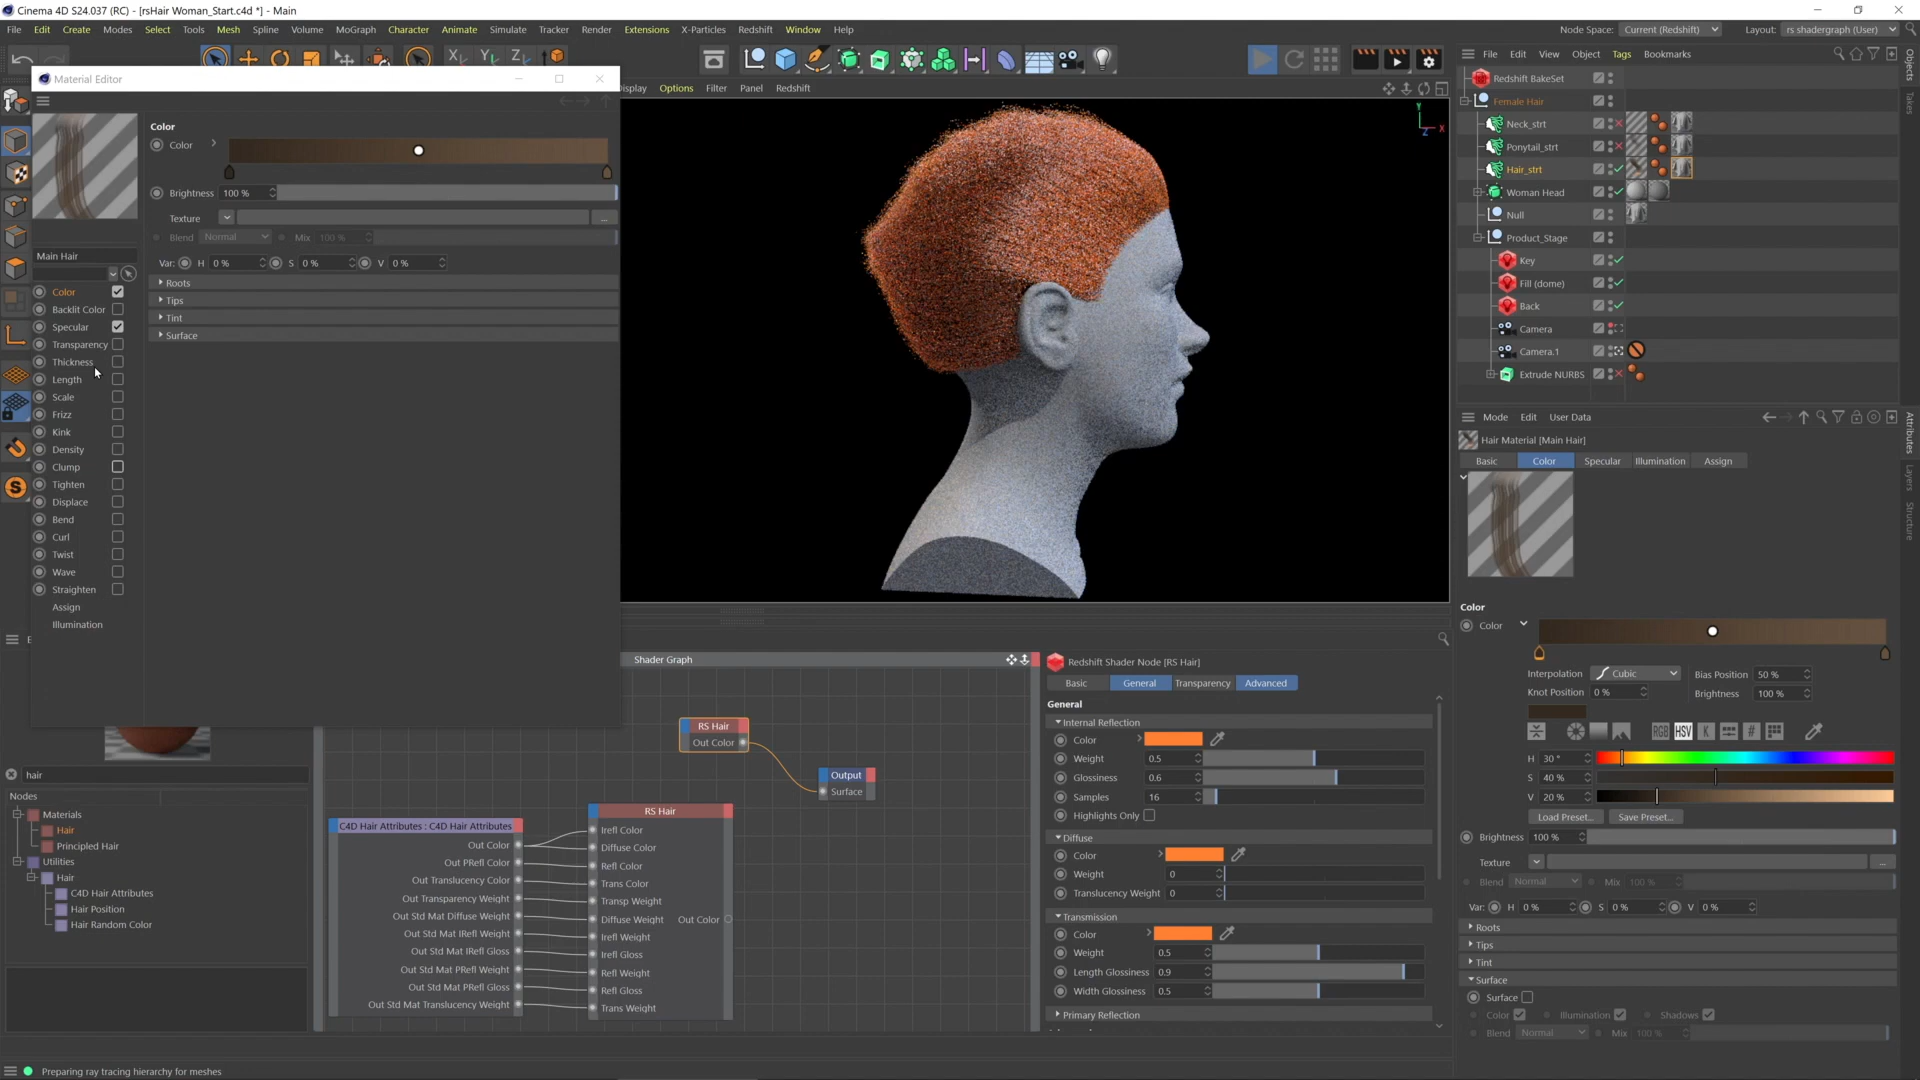 Cinema 4D S24.037 (RC) - [rsHair Woman_Start.c4d *] - Main
File Edit Create Modes Select Tools Mesh Spline Volume MoGraph Character Animate Simulate Tracker Render Extensions X-Particles Redshift Window Help
Node Space: Current (Redshift) Layout: rs shadergraph (User)
Material Editor
Options Filter Panel Redshift
File Edit View Object Tags Bookmarks
Objects
Takes
Redshift BakeSet
Female Hair
Neck_strt
Ponytail_strt
Hair_strt
Woman Head
Null
Product_Stage
Key
Fill (dome)
Back
Camera
Camera.1
Extrude NURBS
Y
X
Z
Color
Color
Brightness 100 %
Texture ...
Blend Normal Mix 100 %
Var: H 0 % S 0 % V 0 %
Roots
Tips
Tint
Surface
Main Hair
Color
Backlit Color
Specular
Transparency
Thickness
Length
Scale
Frizz
Kink
Density
Clump
Tighten
Displace
Bend
Curl
Twist
Wave
Straighten
Assign
Illumination
Mode Edit User Data
Attributes
Layers
Structure
Hair Material [Main Hair]
Basic Color Specular Illumination Assign
Color
Color
Interpolation Cubic Bias Position 50 %
Knot Position 0 % Brightness 100 %
RGB HSV K #
H 30 °
S 40 %
V 20 %
Load Preset... Save Preset...
Brightness 100 %
Texture ...
Blend Normal Mix 100 %
Var: H 0 % S 0 % V 0 %
Roots
Tips
Tint
Surface
Surface
Color Illumination Shadows
Blend Normal Mix 100 %
hair
Nodes
Materials
Hair
Principled Hair
Utilities
Hair
C4D Hair Attributes
Hair Position
Hair Random Color
Shader Graph
RS Hair
Out Color
Output
Surface
C4D Hair Attributes : C4D Hair Attributes
Out Color
Out PRefl Color
Out Translucency Color
Out Transparency Weight
Out Std Mat Diffuse Weight
Out Std Mat IRefl Weight
Out Std Mat IRefl Gloss
Out Std Mat PRefl Weight
Out Std Mat PRefl Gloss
Out Std Mat Translucency Weight
RS Hair
Irefl Color
Diffuse Color
Refl Color
Trans Color
Transp Weight
Diffuse Weight Out Color
Irefl Weight
Irefl Gloss
Refl Weight
Refl Gloss
Trans Weight
Redshift Shader Node [RS Hair]
Basic General Transparency Advanced
General
Internal Reflection
Color
Weight 0.5
Glossiness 0.6
Samples 16
Highlights Only
Diffuse
Color
Weight 0
Translucency Weight 0
Transmission
Color
Weight 0.5
Length Glossiness 0.9
Width Glossiness 0.5
Primary Reflection
Preparing ray tracing hierarchy for meshes